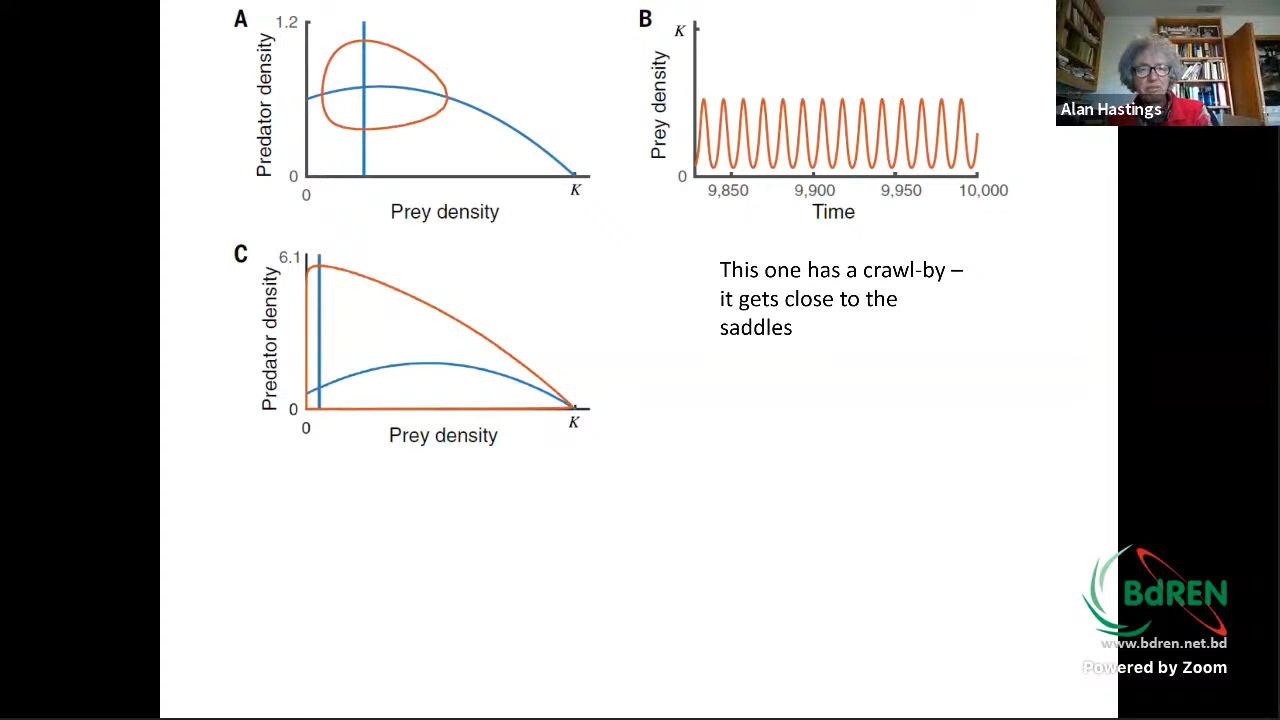 A
1.2
Predator density
0
0
K
Prey density
B
K
Prey density
0
9,850
9,900
9,950
10,000
Time
Alan Hastings
C
6.1
Predator density
0
0
K
Prey density
This one has a crawl-by –
it gets close to the
saddles
BdREN
www.bdren.net.bd
Powered by Zoom